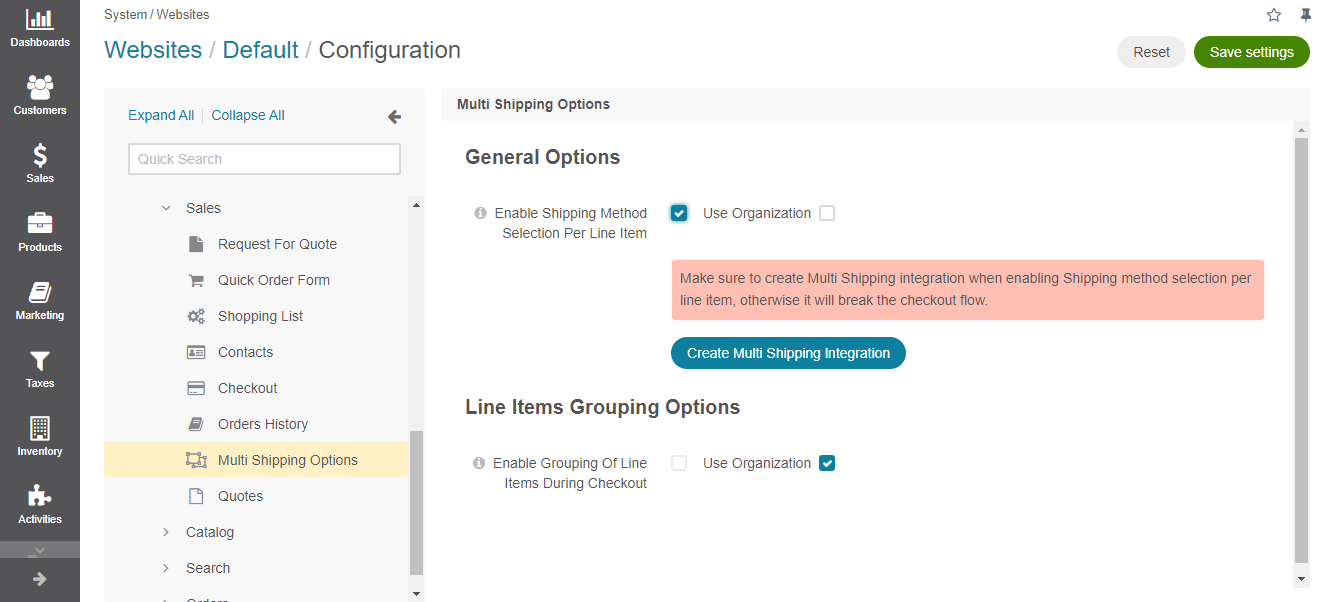 Dashboards
Customers
Sales
Products
Marketing
Taxes
Inventory
Activities
System / Websites
Websites / Default / Configuration
Reset
Save settings
Expand All | Collapse All
Quick Search
Sales
Request For Quote
Quick Order Form
Shopping List
Contacts
Checkout
Orders History
Multi Shipping Options
Quotes
Catalog
Search
Orders
Multi Shipping Options
General Options
Enable Shipping Method
Selection Per Line Item
Use Organization
Make sure to create Multi Shipping integration when enabling Shipping method selection per
line item, otherwise it will break the checkout flow.
Create Multi Shipping Integration
Line Items Grouping Options
Enable Grouping Of Line
Items During Checkout
Use Organization